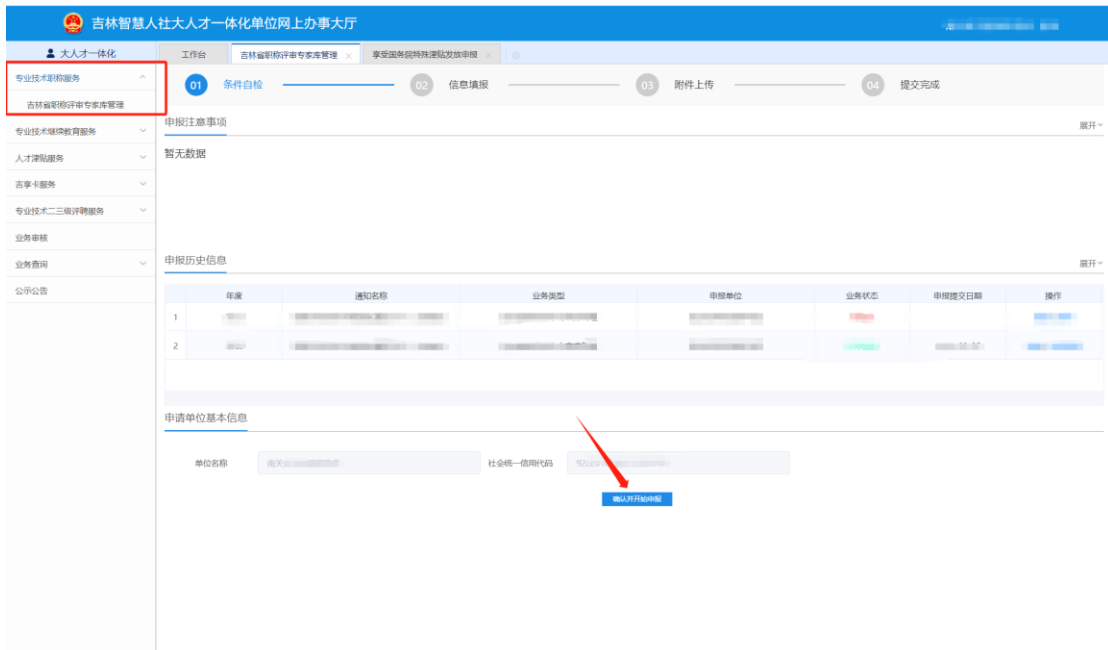 吉林智慧人社大人才一体化单位网上办事大厅
大人才一体化
工作台 吉林省职称评审专家库管理 享受国务院特殊津贴发放申报
专业技术职称服务
吉林省职称评审专家库管理
专业技术继续教育服务
人才津贴服务
吉享卡服务
专业技术二三级评聘服务
业务审核
业务查询
公示公告
01 条件自检 02 信息填报 03 附件上传 04 提交完成
申报注意事项 展开
暂无数据
申报历史信息 展开
年度 通知名称 业务类型 申报单位 业务状态 申报提交日期 操作
1
2
申请单位基本信息
单位名称 社会统一信用代码
确认并开始申报